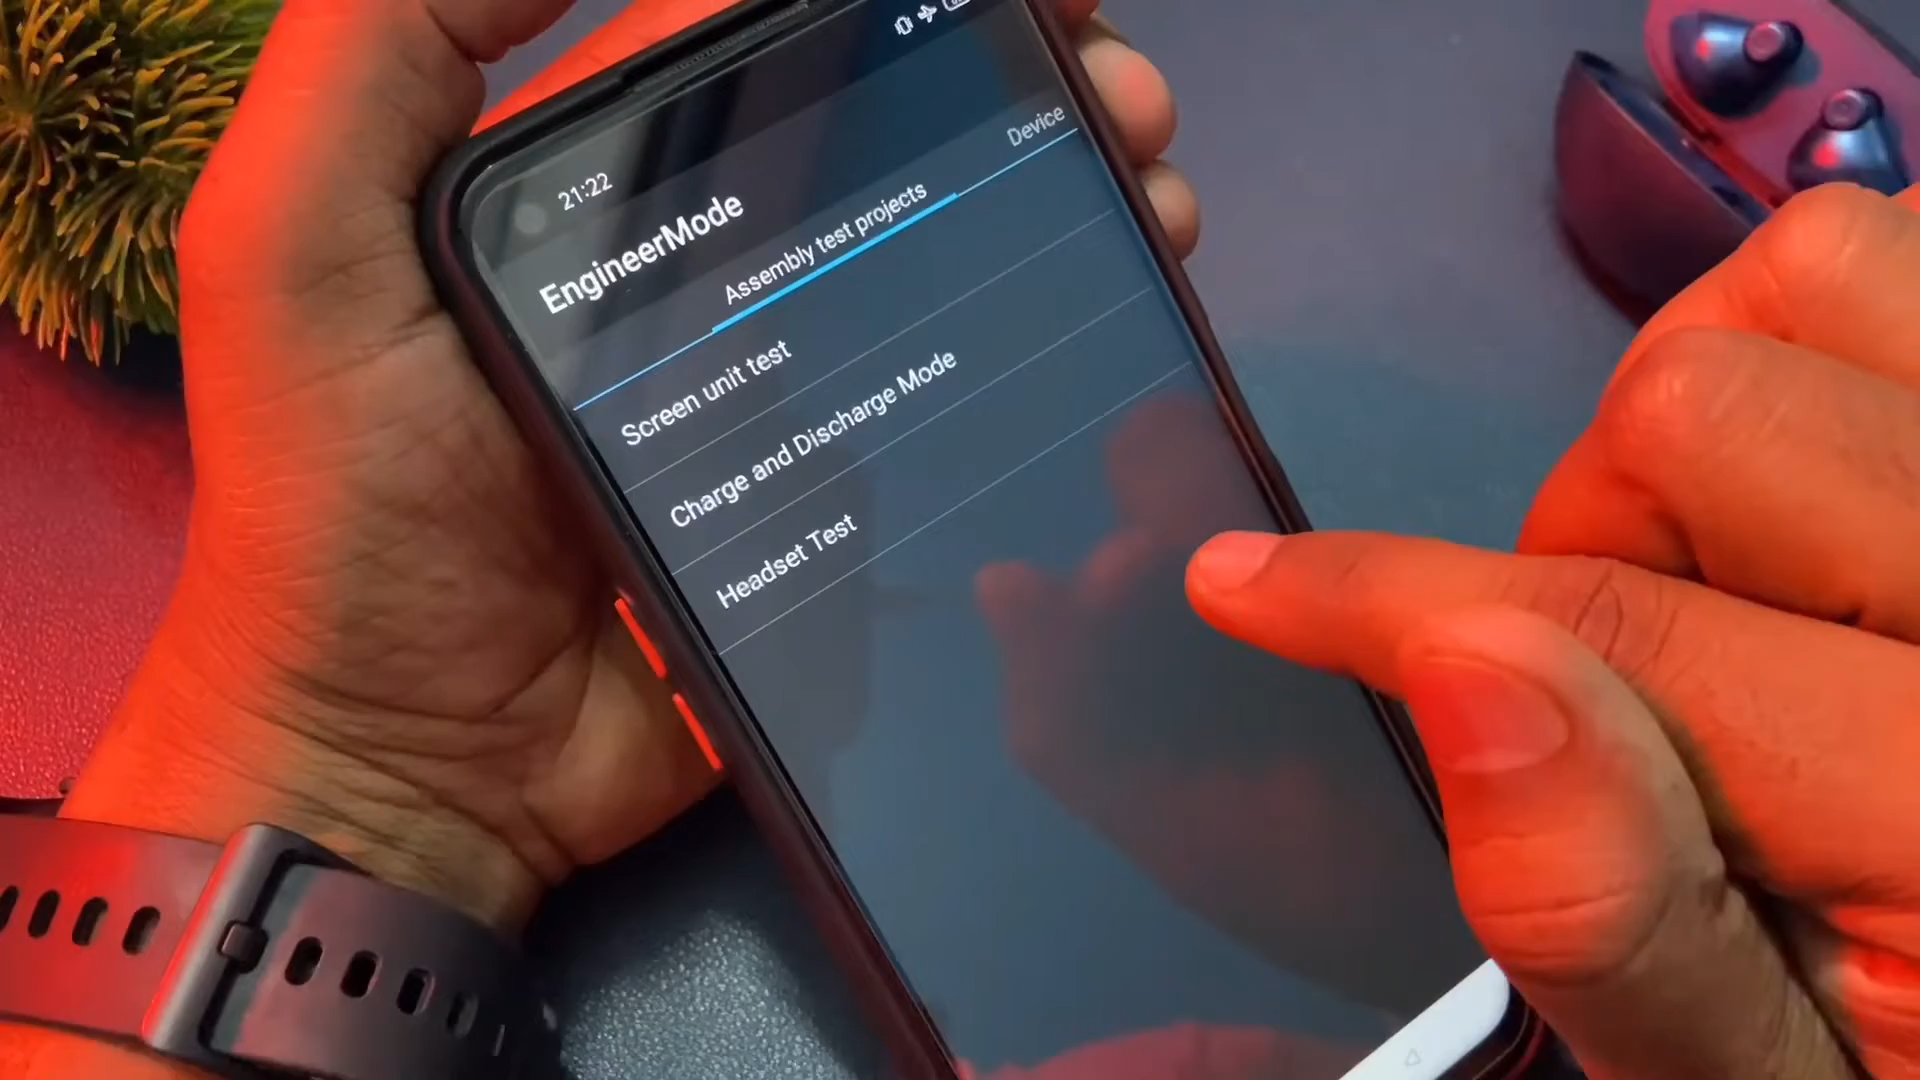 21:22
EngineerMode
Assembly test projects
Device
Screen unit test
Charge and Discharge Mode
Headset Test